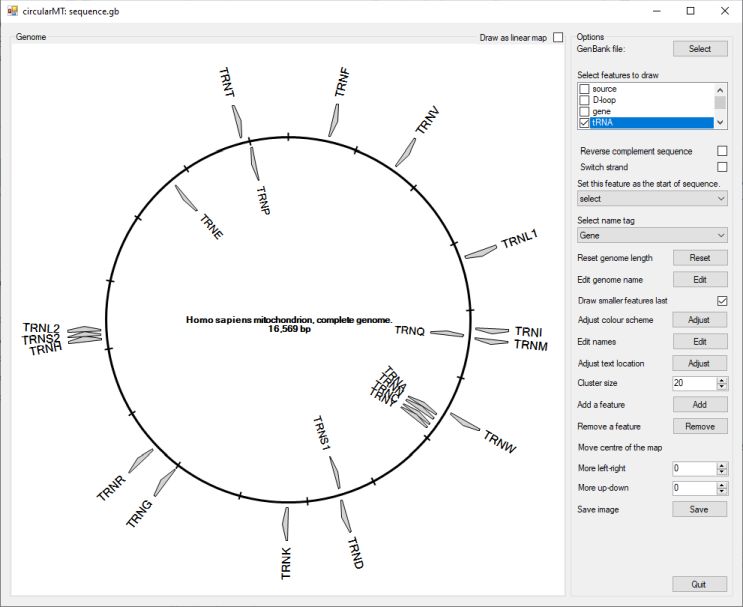 circularMT: sequence.gb
Genome
Draw as linear map
TRNT
TRNF
TRNV
TRNP
TRNE
TRNL1
TRNL2
TRNS2
TRNH
Homo sapiens mitochondrion, complete genome.
16,569 bp
TRNQ
TRNI
TRNM
TRNA
TRNY
TRNW
TRNS1
TRNR
TRNG
TRNK
TRND
Options
GenBank file:
Select
Select features to draw
source
D-loop
gene
tRNA
Reverse complement sequence
Switch strand
Set this feature as the start of sequence.
select
Select name tag
Gene
Reset genome length
Reset
Edit genome name
Edit
Draw smaller features last
Adjust colour scheme
Adjust
Edit names
Edit
Adjust text location
Adjust
Cluster size
20
Add a feature
Add
Remove a feature
Remove
Move centre of the map
More left-right
0
More up-down
0
Save image
Save
Quit